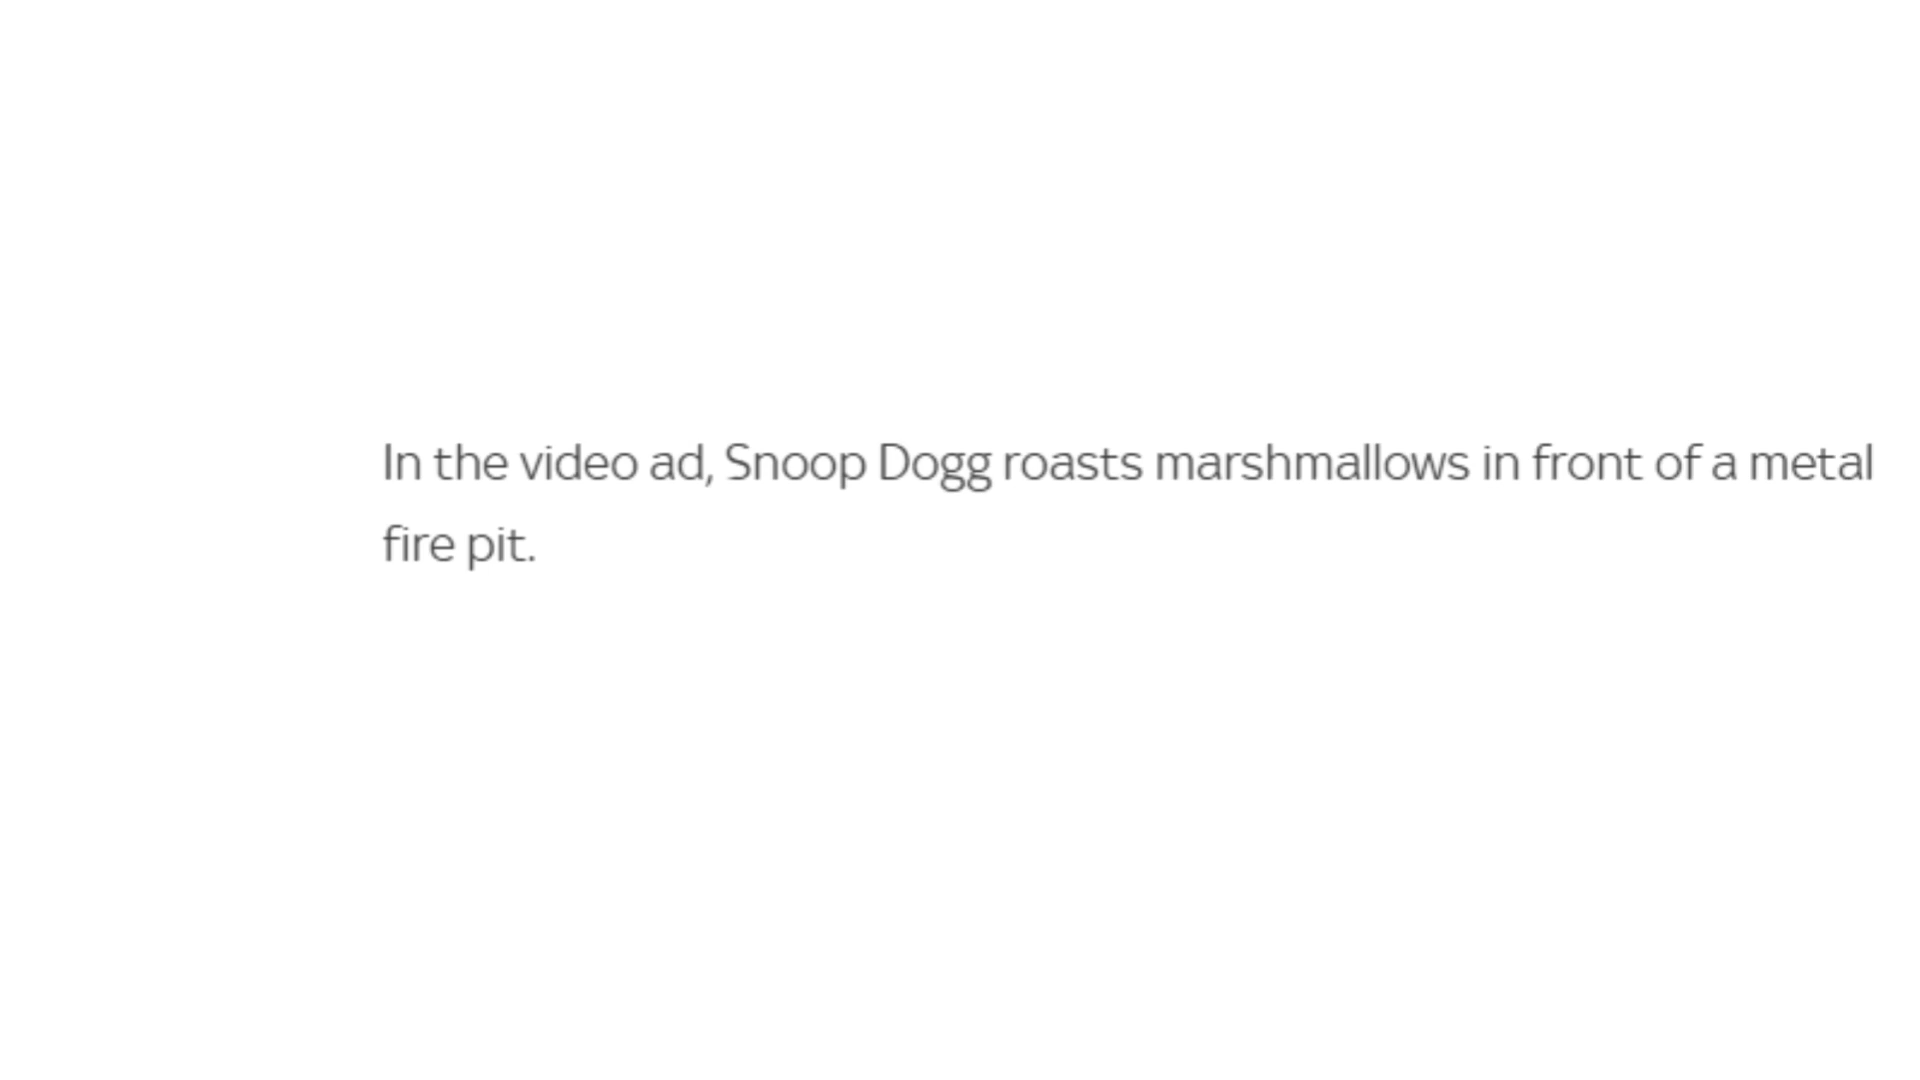 In the video ad, Snoop Dogg roasts marshmallows in front of a metal
fire pit.